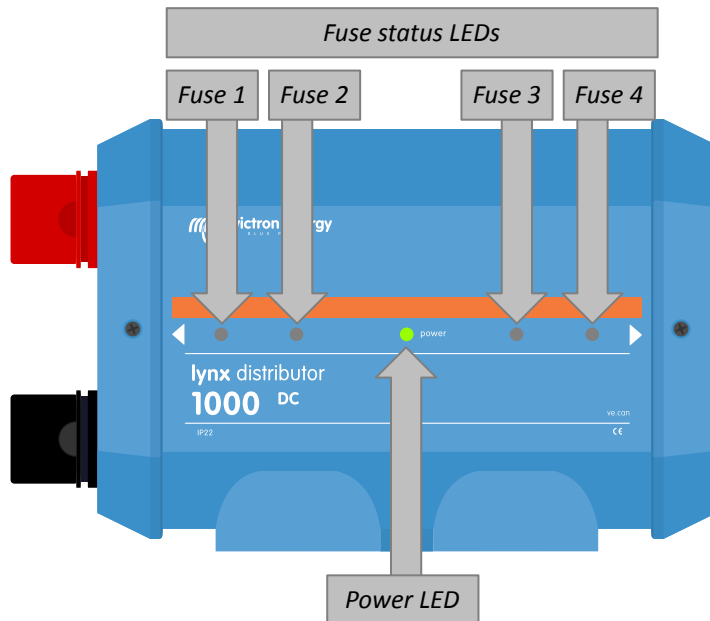 Fuse status LEDs
Fuse 1 Fuse 2 Fuse 3 Fuse 4
power
lynx distributor
1000 DC
ve.can
IP22 CE
Power LED